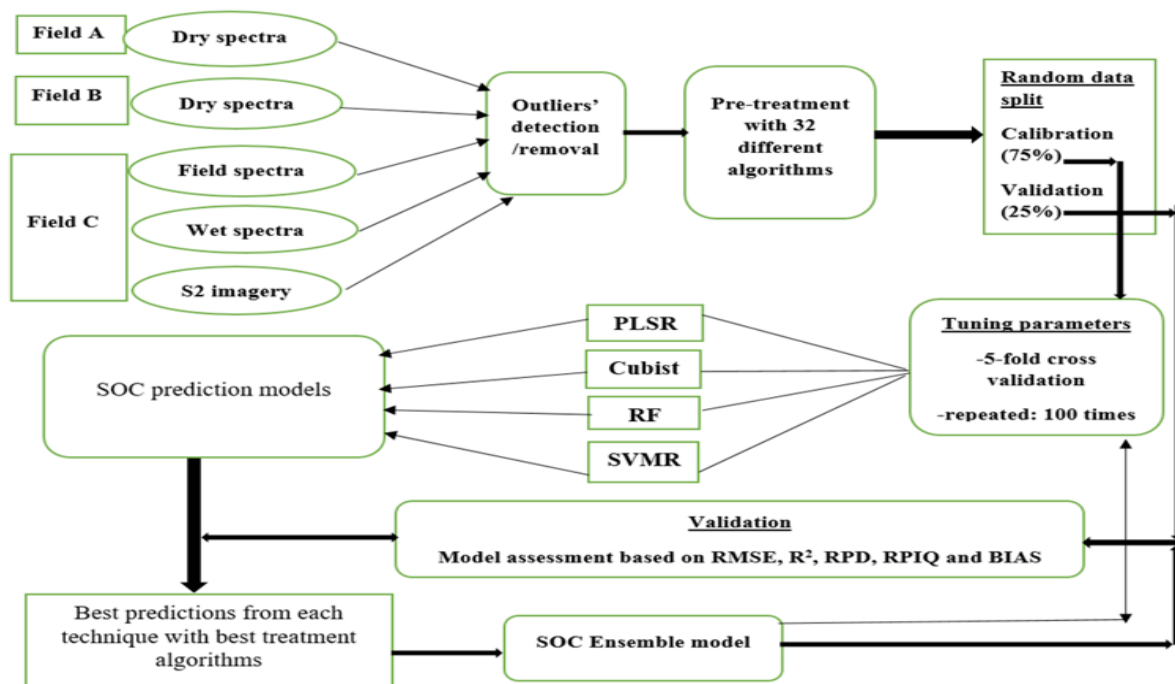 Field A
Dry spectra
Field B
Dry spectra
Field C
Field spectra
Wet spectra
S2 imagery
Outliers’
detection
/removal
Pre-treatment
with 32
different
algorithms
Random data
split
Calibration
(75%)
Validation
(25%)
Tuning parameters
-5-fold cross
validation
-repeated: 100 times
PLSR
Cubist
RF
SVMR
SOC prediction models
Validation
Model assessment based on RMSE, R², RPD, RPIQ and BIAS
Best predictions from each
technique with best treatment
algorithms
SOC Ensemble model